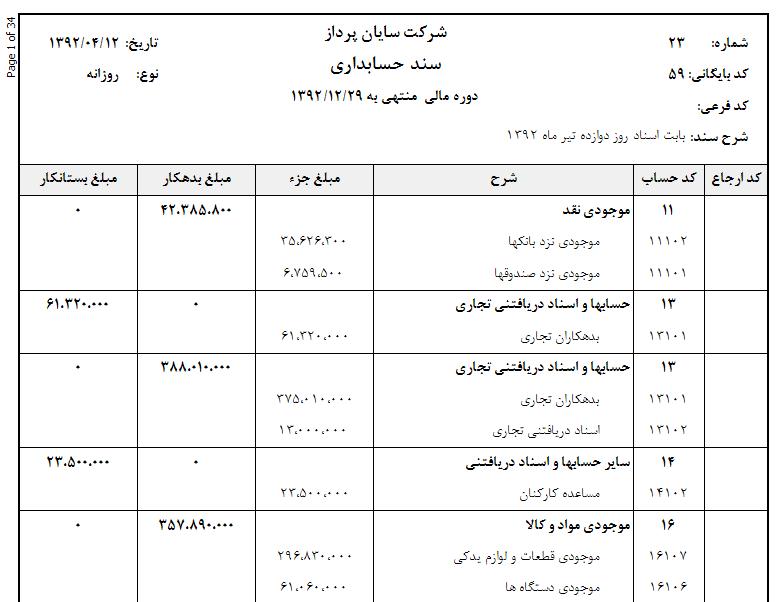 Page 1 of 34
شرکت سایان پرداز
سند حسابداری
دوره مالی منتهی به ۱۳۹۲/۱۲/۲۹
شماره: ۲۳
کد بایگانی: ۵۹
کد فرعی:
تاریخ: ۱۳۹۲/۰۴/۱۲
نوع: روزانه
شرح سند: بابت اسناد روز دوازده تیر ماه ۱۳۹۲
کد ارجاع کد حساب شرح مبلغ جزء مبلغ بدهکار مبلغ بستانکار
۱۱ موجودی نقد ۴۲،۳۸۵،۸۰۰ ۰
۱۱۱۰۲ موجودی نزد بانکها ۳۵،۶۲۶،۳۰۰
۱۱۱۰۱ موجودی نزد صندوقها ۶،۷۵۹،۵۰۰
۱۳ حسابها و اسناد دریافتنی تجاری ۰ ۶۱،۳۲۰،۰۰۰
۱۳۱۰۱ بدهکاران تجاری ۶۱،۳۲۰،۰۰۰
۱۳ حسابها و اسناد دریافتنی تجاری ۳۸۸،۰۱۰،۰۰۰ ۰
۱۳۱۰۱ بدهکاران تجاری ۳۷۵،۰۱۰،۰۰۰
۱۳۱۰۲ اسناد دریافتنی تجاری ۱۳،۰۰۰،۰۰۰
۱۴ سایر حسابها و اسناد دریافتنی ۰ ۲۳،۵۰۰،۰۰۰
۱۴۱۰۲ مساعده کارکنان ۲۳،۵۰۰،۰۰۰
۱۶ موجودی مواد و کالا ۳۵۷،۸۹۰،۰۰۰ ۰
۱۶۱۰۷ موجودی قطعات و لوازم یدکی ۲۹۶،۸۳۰،۰۰۰
۱۶۱۰۶ موجودی دستگاه ها ۶۱،۰۶۰،۰۰۰